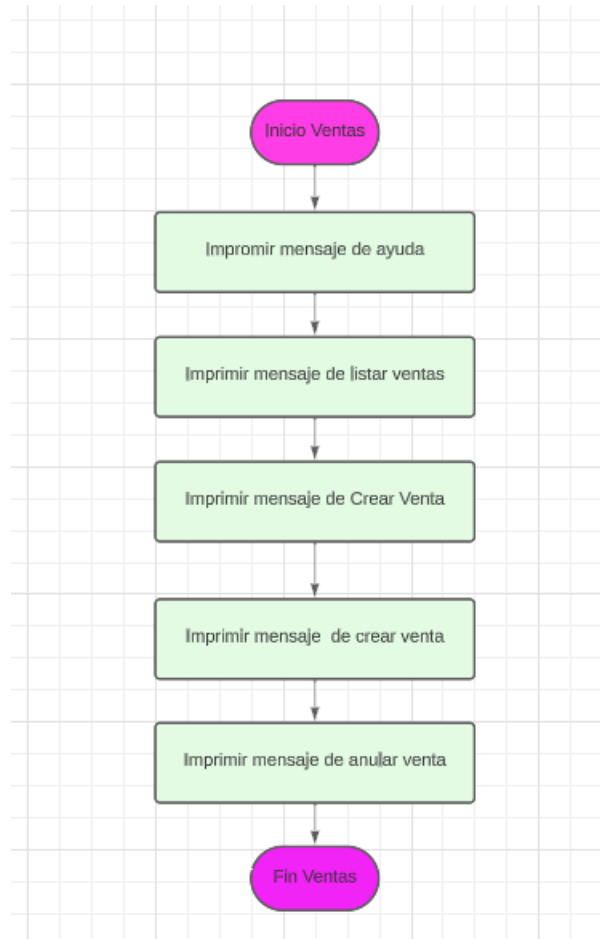 Inicio Ventas
Impromir mensaje de ayuda
Imprimir mensaje de listar ventas
Imprimir mensaje de Crear Venta
Imprimir mensaje  de crear venta
Imprimir mensaje de anular venta
Fin Ventas